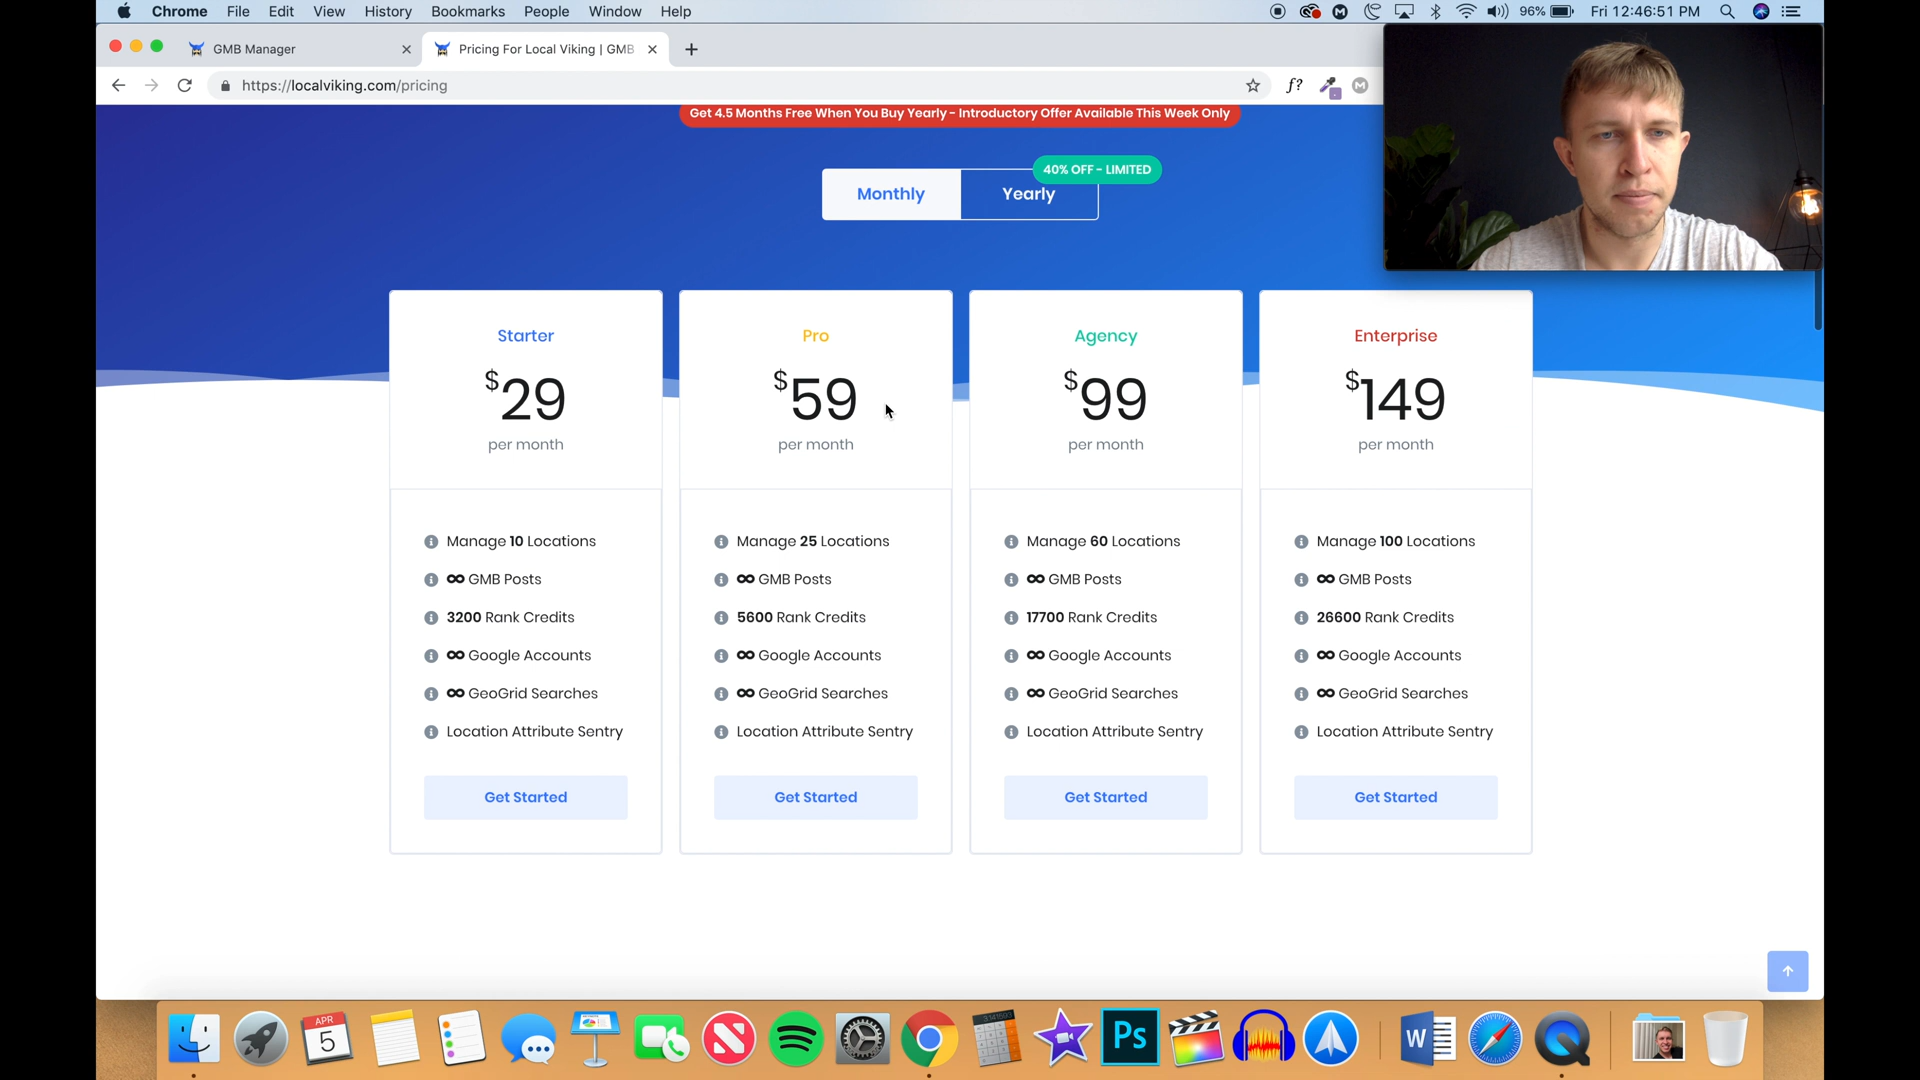 Chrome File Edit View History Bookmarks People Window Help
96% Fri 12:46:51 PM
GMB Manager
Pricing For Local Viking | GMB
https://localviking.com/pricing
f?
Get 4.5 Months Free When You Buy Yearly - Introductory Offer Available This Week Only
40% OFF - LIMITED
Monthly Yearly
Starter
$29
per month
Manage 10 Locations
∞ GMB Posts
3200 Rank Credits
∞ Google Accounts
∞ GeoGrid Searches
Location Attribute Sentry
Get Started
Pro
$59
per month
Manage 25 Locations
∞ GMB Posts
5600 Rank Credits
∞ Google Accounts
∞ GeoGrid Searches
Location Attribute Sentry
Get Started
Agency
$99
per month
Manage 60 Locations
∞ GMB Posts
17700 Rank Credits
∞ Google Accounts
∞ GeoGrid Searches
Location Attribute Sentry
Get Started
Enterprise
$149
per month
Manage 100 Locations
∞ GMB Posts
26600 Rank Credits
∞ Google Accounts
∞ GeoGrid Searches
Location Attribute Sentry
Get Started
APR
5
3.141593
Ps
W